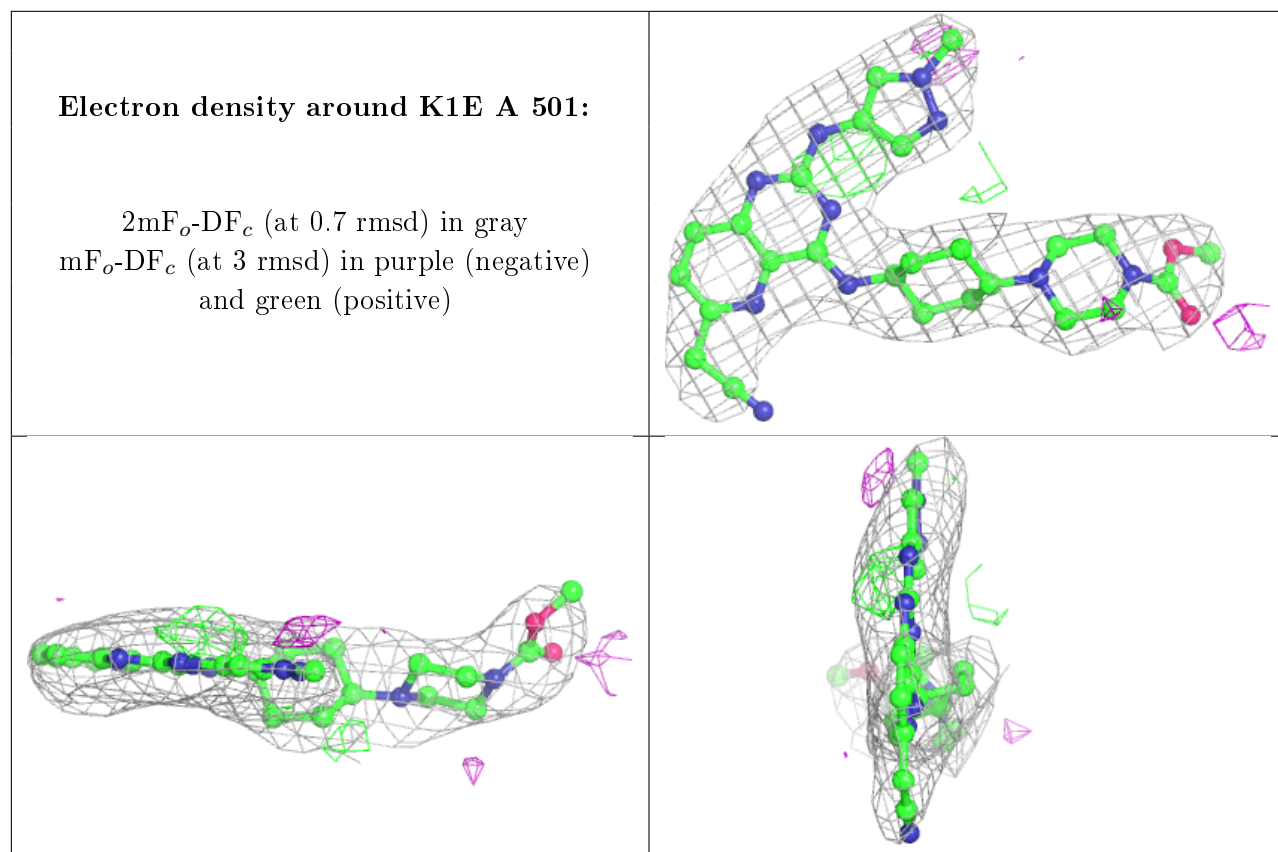 Electron density around K1E A 501:
2mFₒ-DF𝒸 (at 0.7 rmsd) in gray
mFₒ-DF𝒸 (at 3 rmsd) in purple (negative)
and green (positive)